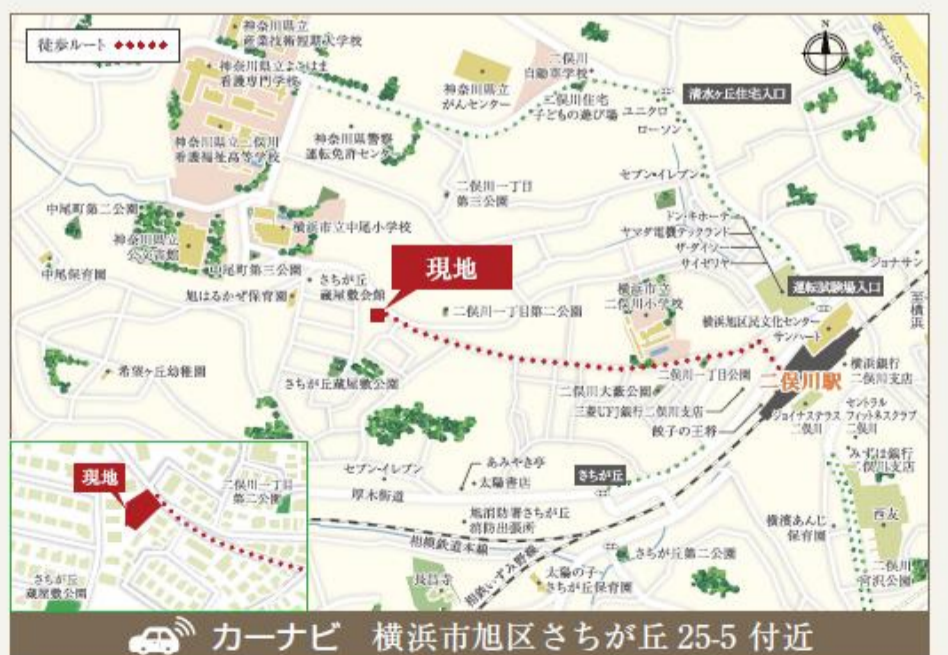 徒歩ルート
神奈川県立
産業技術短期大学校
神奈川県立よこはま
看護専門学校
神奈川県立
がんセンター
二俣川
自動車学校
二俣川住宅
子どもの遊び場
ユニクロ
ローソン
清水ヶ丘住宅入口
N
保土ヶ谷バイパス
神奈川県立二俣川
看護福祉高等学校
神奈川県警察
運転免許センター
二俣川一丁目
第三公園
セブン-イレブン
中尾町第二公園
神奈川県立
公文書館
横浜市立中尾小学校
中尾町第三公園
中尾保育園
旭はるかぜ保育園
さちが丘
蔵屋敷会館
現地
二俣川一丁目第二公園
横浜市立
二俣川小学校
ドン・キホーテ
ヤマダ電機テックランド
ザ・ダイソー
サイゼリヤ
運転試験場入口
ジョナサン
至横浜
横浜旭区民文化センター
サンハート
希望ヶ丘幼稚園
さちが丘蔵屋敷公園
二俣川一丁目公園
二俣川大藪公園
三菱UFJ銀行二俣川支店
餃子の王将
二俣川駅
横浜銀行
二俣川支店
ジョイナステラス
二俣川
セントラル
フィットネスクラブ
二俣川
みずほ銀行
二俣川支店
現地
二俣川一丁目
第二公園
さちが丘
蔵屋敷公園
セブン-イレブン
厚木街道
あみやき亭
太陽書店
さちが丘
旭消防署さちが丘
消防出張所
相模鉄道本線
相鉄いずみ野線
長昌寺
太陽の子
さちが丘保育園
さちが丘第二公園
横濱あんじ
保育園
西友
二俣川
宮沢公園
カーナビ 横浜市旭区さちが丘 25-5 付近